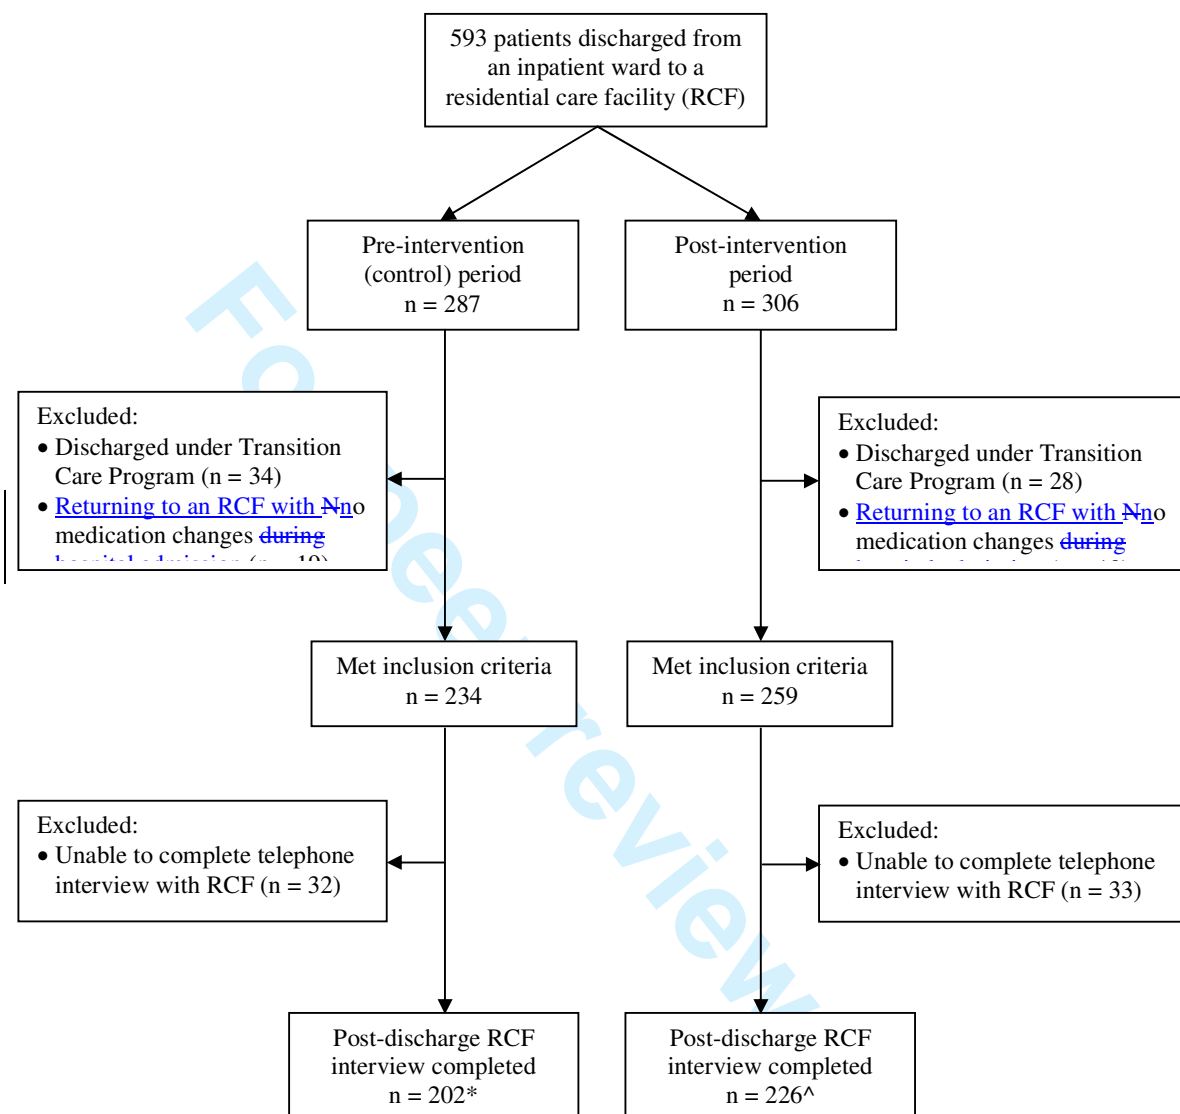 593 patients discharged from
an inpatient ward to a
residential care facility (RCF)
Pre-intervention
(control) period
n = 287
Post-intervention
period
n = 306
Excluded:
• Discharged under Transition
Care Program (n = 34)
• Returning to an RCF with Nno
medication changes during
Excluded:
• Discharged under Transition
Care Program (n = 28)
• Returning to an RCF with Nno
medication changes during
Met inclusion criteria
n = 234
Met inclusion criteria
n = 259
Excluded:
• Unable to complete telephone
interview with RCF (n = 32)
Excluded:
• Unable to complete telephone
interview with RCF (n = 33)
Post-discharge RCF
interview completed
n = 202*
Post-discharge RCF
interview completed
n = 226^
For peer review